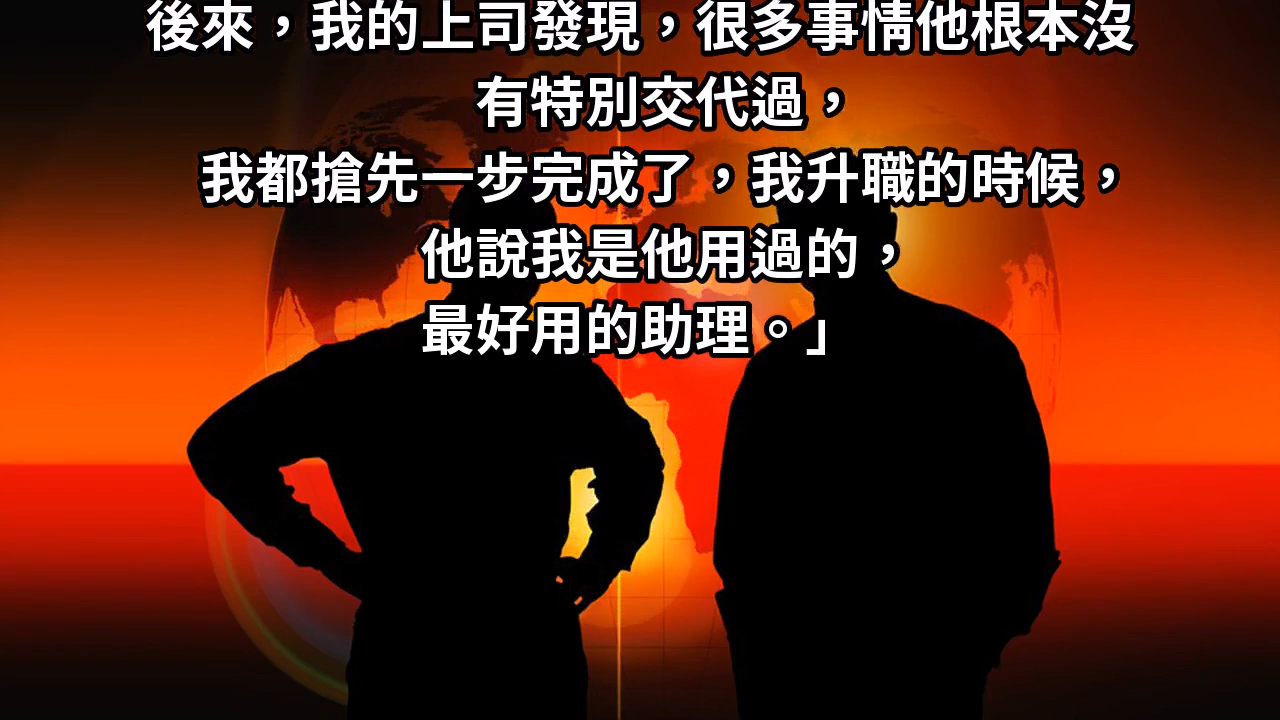 後來，我的上司發現，很多事情他根本沒
有特別交代過，
我都搶先一步完成了，我升職的時候，
他說我是他用過的，
最好用的助理。」